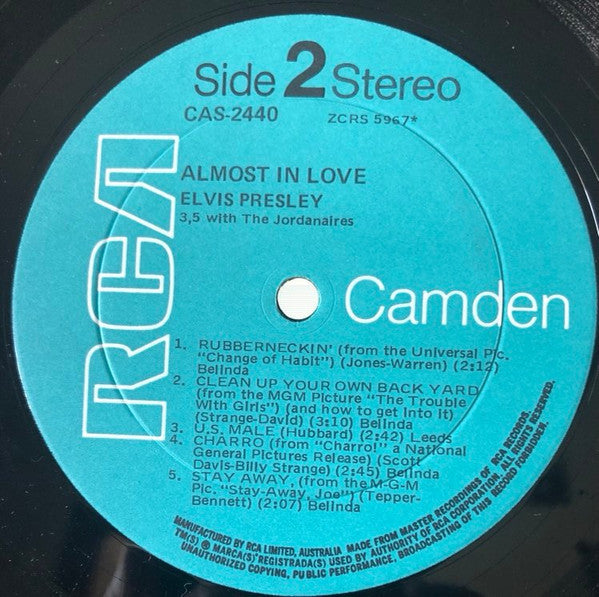 Side 2 Stereo
CAS-2440 ZCRS 5967*
ALMOST IN LOVE
ELVIS PRESLEY
3,5 with The Jordanaires
RCA
Camden
1. RUBBERNECKIN' (from the Universal Pic.
"Change of Habit") (Jones-Warren) (2:12)
Belinda
2. CLEAN UP YOUR OWN BACK YARD
(from the MGM Picture "The Trouble
With Girls") (and how to get into it)
(Strange-David) (3:10) Belinda
3. U.S. MALE (Hubbard) (2:42) Leeds
4. CHARRO (from "Charro!" a National
General Pictures Release) (Scott
Davis-Billy Strange) (2:45) Belinda
5. STAY AWAY, (from the M-G-M
Pic. "Stay-Away, Joe") (Tepper-
Bennett) (2:07) Belinda
MANUFACTURED BY RCA LIMITED, AUSTRALIA MADE FROM MASTER RECORDINGS OF RCA RECORDS.
TM(S) ® MARCA(S) REGISTRADA(S) USED BY AUTHORITY OF RCA CORPORATION. ALL RIGHTS RESERVED.
UNAUTHORIZED COPYING, PUBLIC PERFORMANCE, BROADCASTING OF THIS RECORD FORBIDDEN.